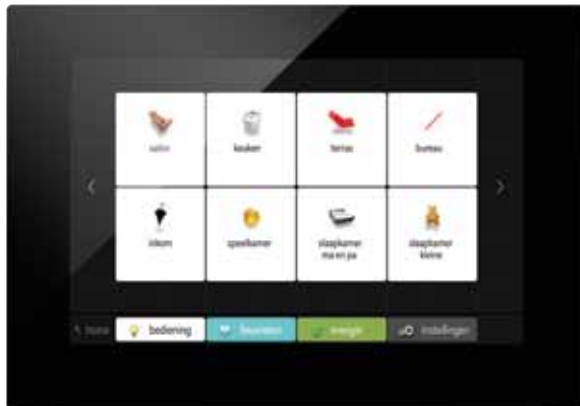 salon
keuken
terras
bureau
inkom
speelkamer
slaapkamer
ma en pa
slaapkamer
kleine
home
bediening
favorieten
energie
instellingen